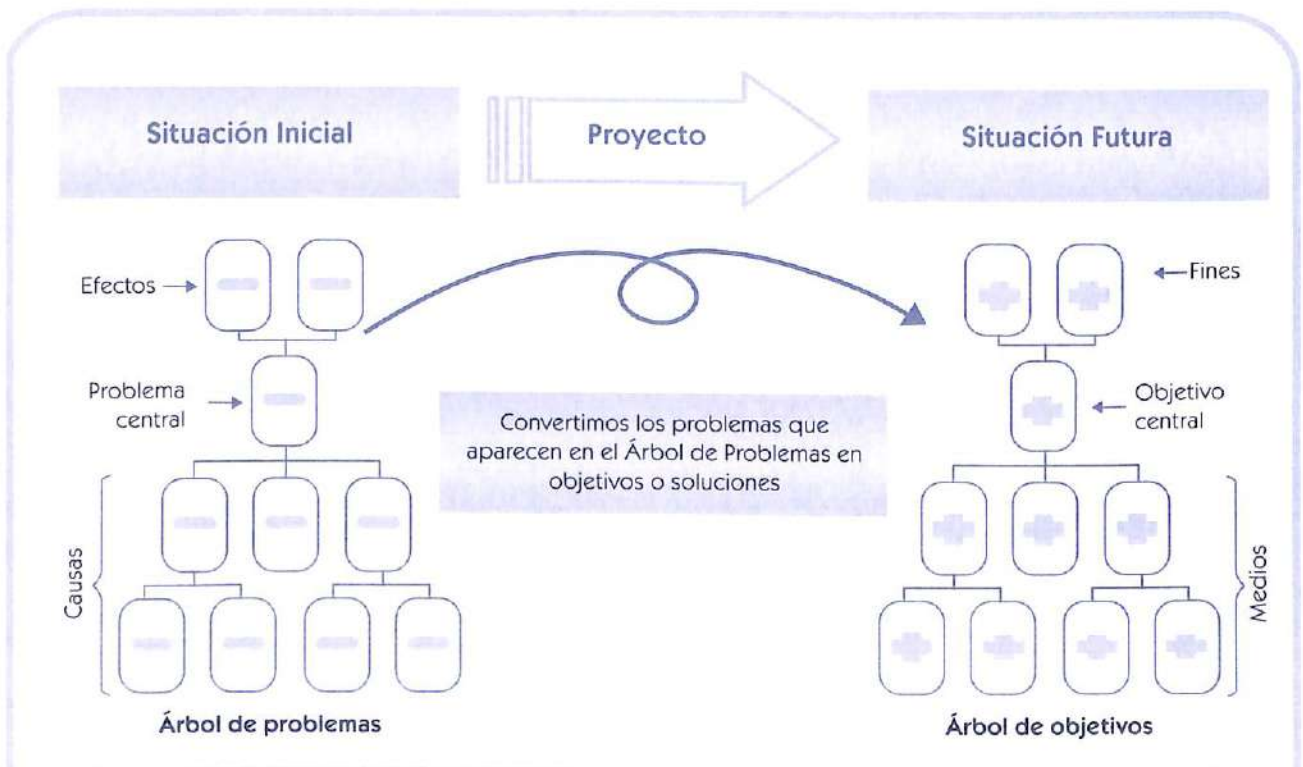 Situación Inicial
Proyecto
Situación Futura
Efectos
Fines
Problema
central
Objetivo
central
Convertimos los problemas que
aparecen en el Árbol de Problemas en
objetivos o soluciones
Causas
Medios
Árbol de problemas
Árbol de objetivos